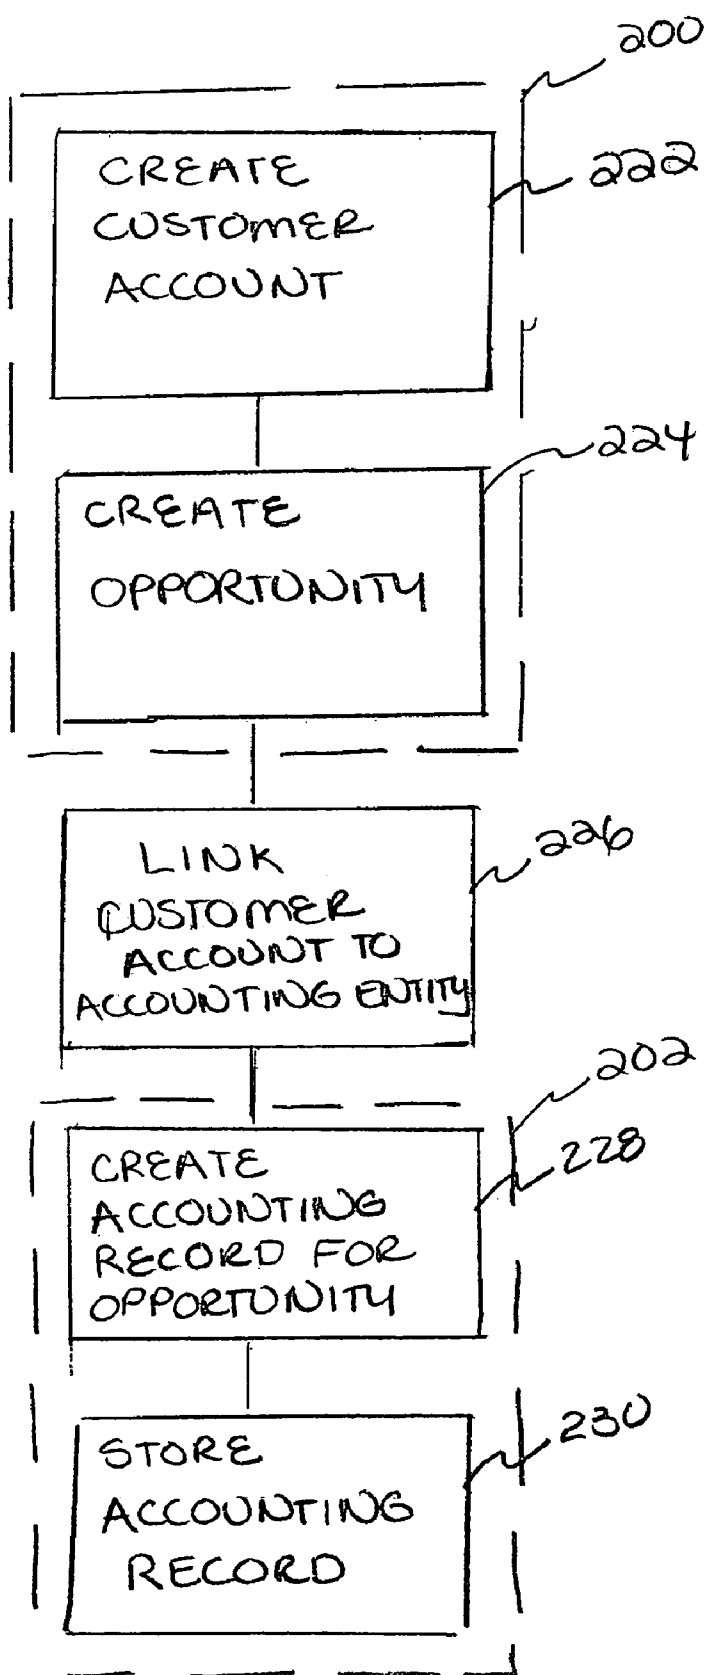 200
CREATE
222
CUSTOMER
ACCOUNT
224
CREATE
OPPORTUNITY
226
LINK
CUSTOMER
ACCOUNT TO
ACCOUNTING ENTITY
202
228
CREATE
ACCOUNTING
RECORD FOR
OPPORTUNITY
230
STORE
ACCOUNTING
RECORD